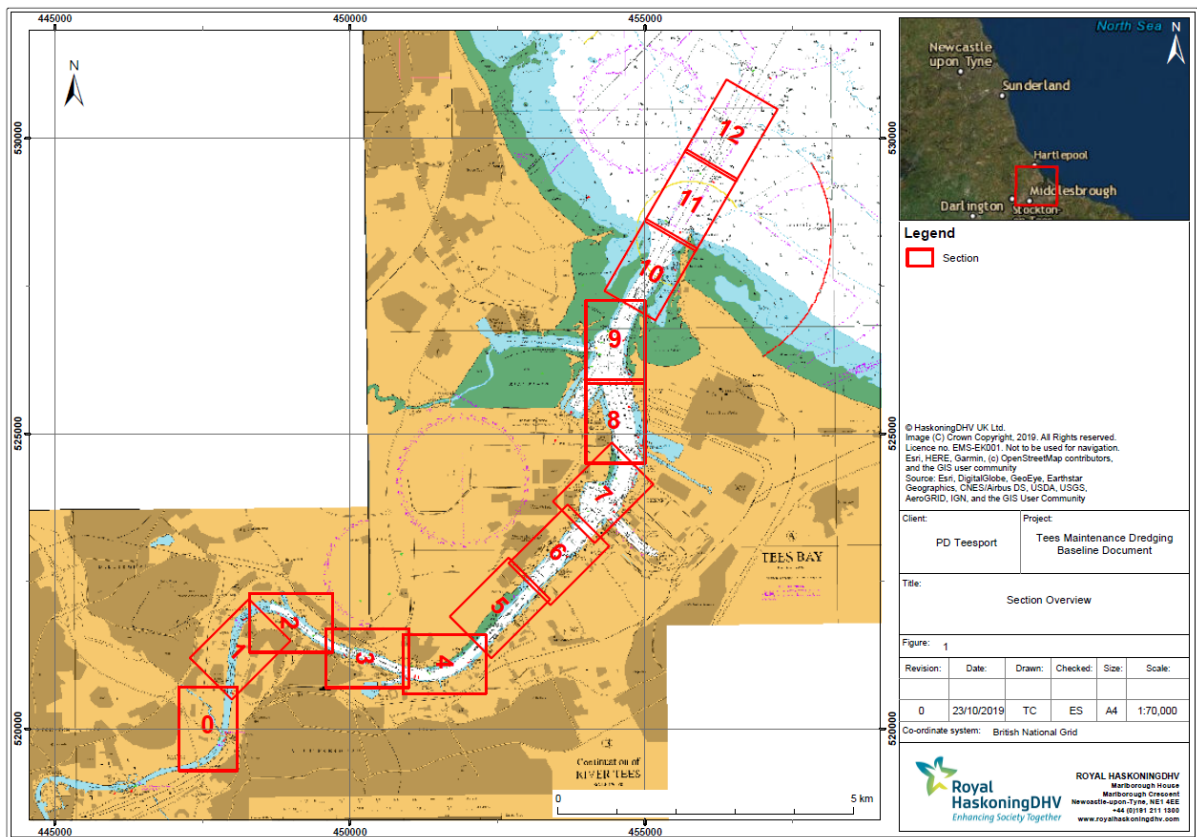 445000 450000 455000
N
530000 530000
525000 525000
520000 520000
445000 450000 455000
12
11
10
9
8
7
6
5
4
3
2
1
0
TEES BAY
Continuation of
RIVER TEES
0 5 km
North Sea
N
Newcastle
upon Tyne
Sunderland
Hartlepool
Middlesbrough
Darlington
Stockton
Legend
Section
© HaskoningDHV UK Ltd.
Image (C) Crown Copyright, 2019. All Rights reserved.
Licence no. EMS-EK001. Not to be used for navigation.
Esri, HERE, Garmin, (c) OpenStreetMap contributors,
and the GIS user community
Source: Esri, DigitalGlobe, GeoEye, Earthstar
Geographics, CNES/Airbus DS, USDA, USGS,
AeroGRID, IGN, and the GIS User Community
Client: Project:
PD Teesport Tees Maintenance Dredging
Baseline Document
Title:
Section Overview
Figure: 1
Revision: Date: Drawn: Checked: Size: Scale:
0 23/10/2019 TC ES A4 1:70,000
Co-ordinate system: British National Grid
Royal
HaskoningDHV
Enhancing Society Together
ROYAL HASKONINGDHV
Marlborough House
Marlborough Crescent
Newcastle-upon-Tyne, NE1 4EE
+44 (0)191 211 1300
www.royalhaskoningdhv.com